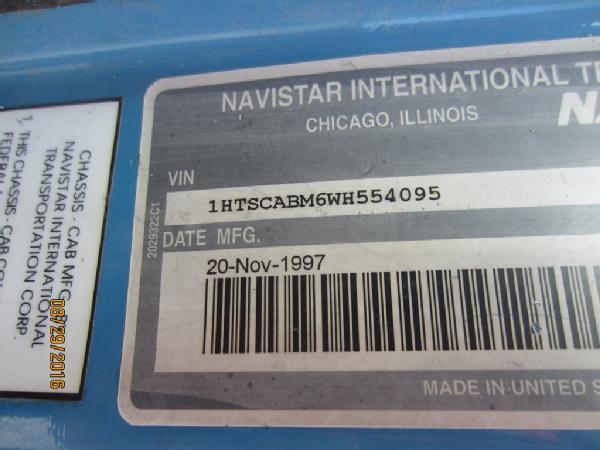 NAVISTAR INTERNATIONAL
CHICAGO, ILLINOIS
VIN
1HTSCABM6WH554095
DATE MFG.
20-Nov-1997
MADE IN UNITED
2029322C1
CHASSIS - CAB MFG
NAVISTAR INTERNATIONAL
TRANSPORTATION CORP.
1. THIS CHASSIS - CAB
FEDERAL
08/29/2016